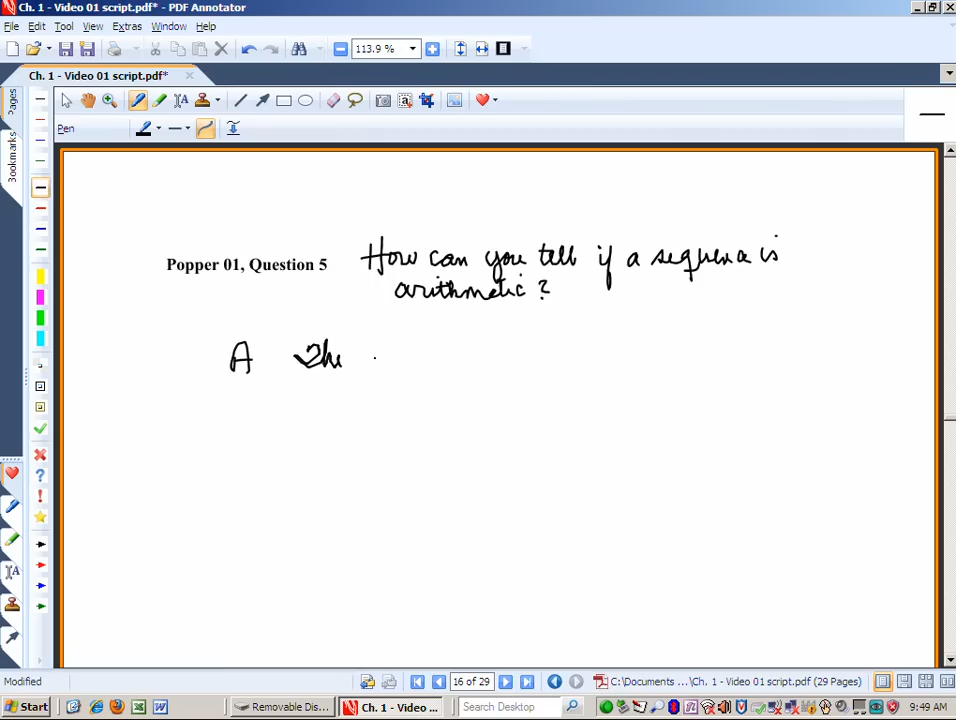 Ch. 1 - Video 01 script.pdf* - PDF Annotator
File Edit Tool View Extras Window Help
113.9 %
Ch. 1 - Video 01 script.pdf*
Pages
Bookmarks
Pen
Popper 01, Question 5 How can you tell if a sequence is
arithmetic?
A The
Modified
16 of 29
C:\Documents ...\Ch. 1 - Video 01 script.pdf (29 Pages)
Start
Removable Dis...
Ch. 1 - Video ...
Search Desktop
9:49 AM